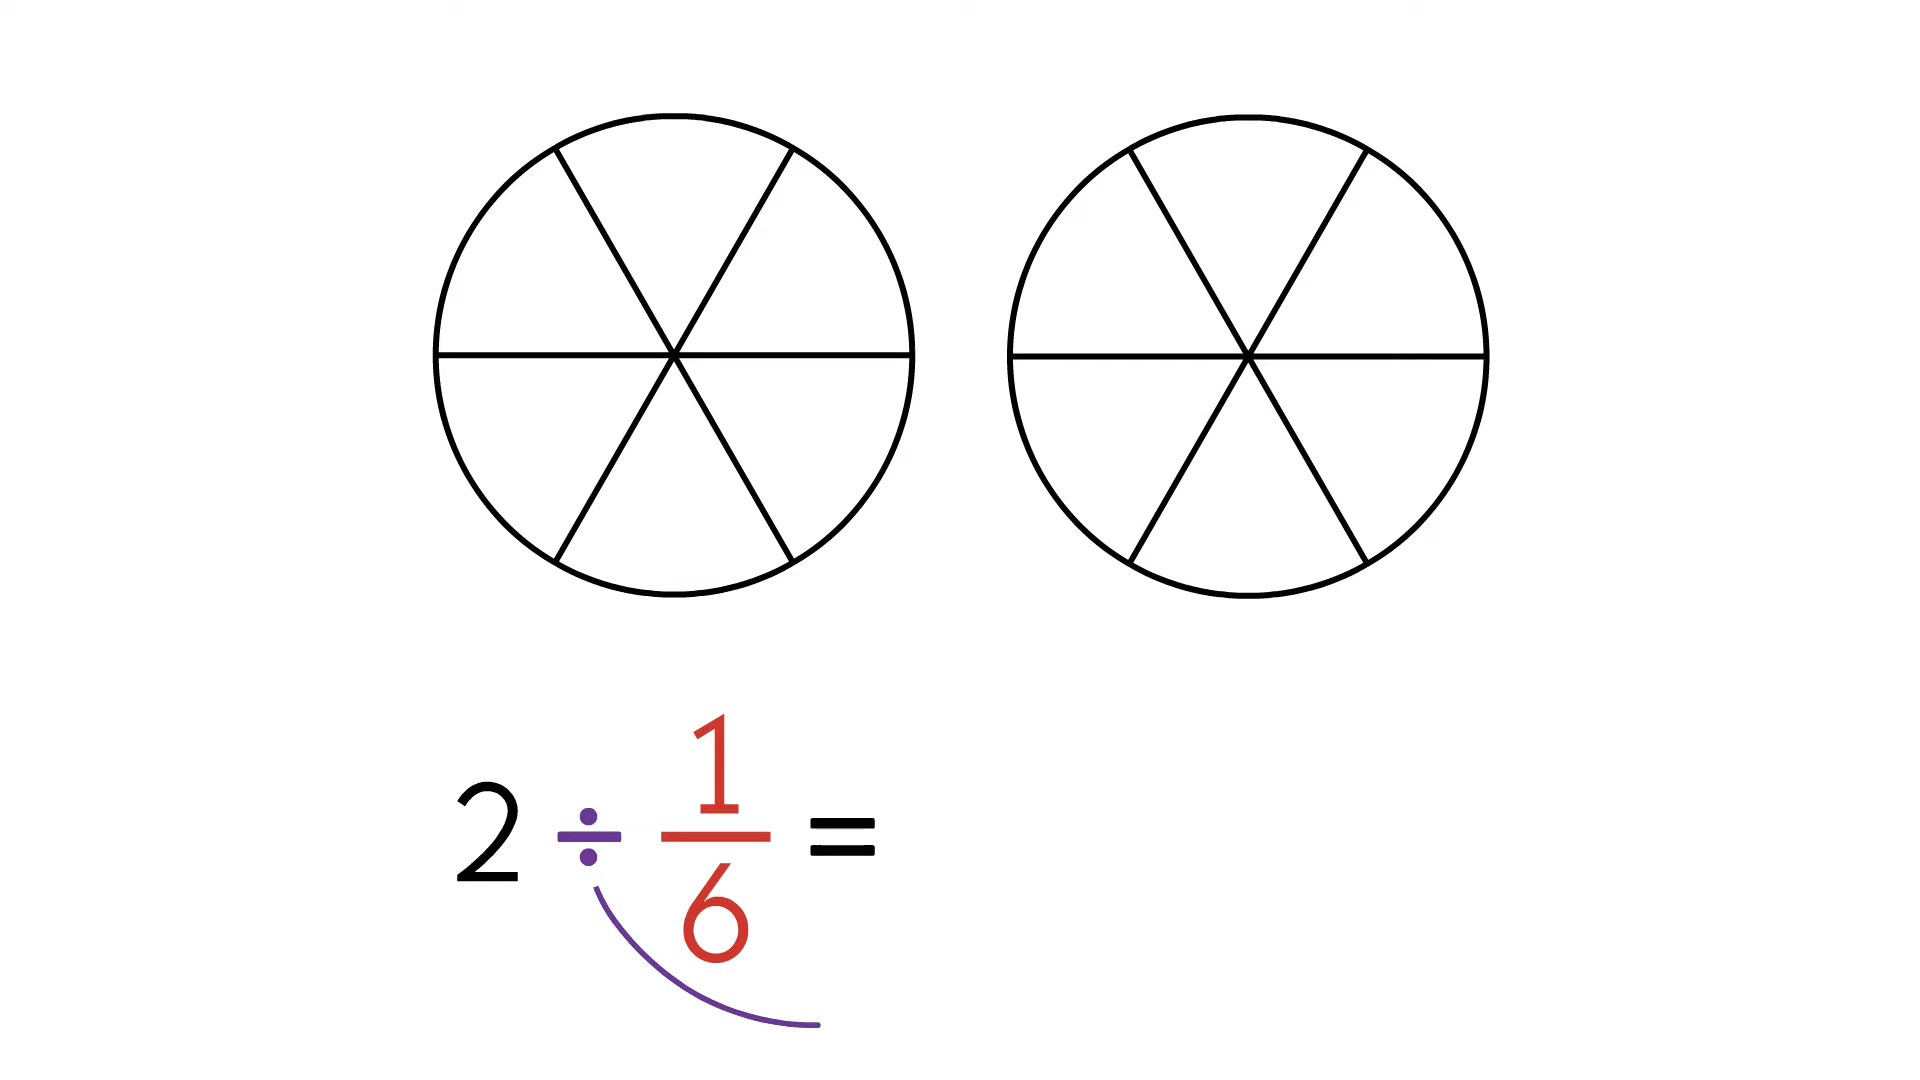 2 ÷ 1/6 =